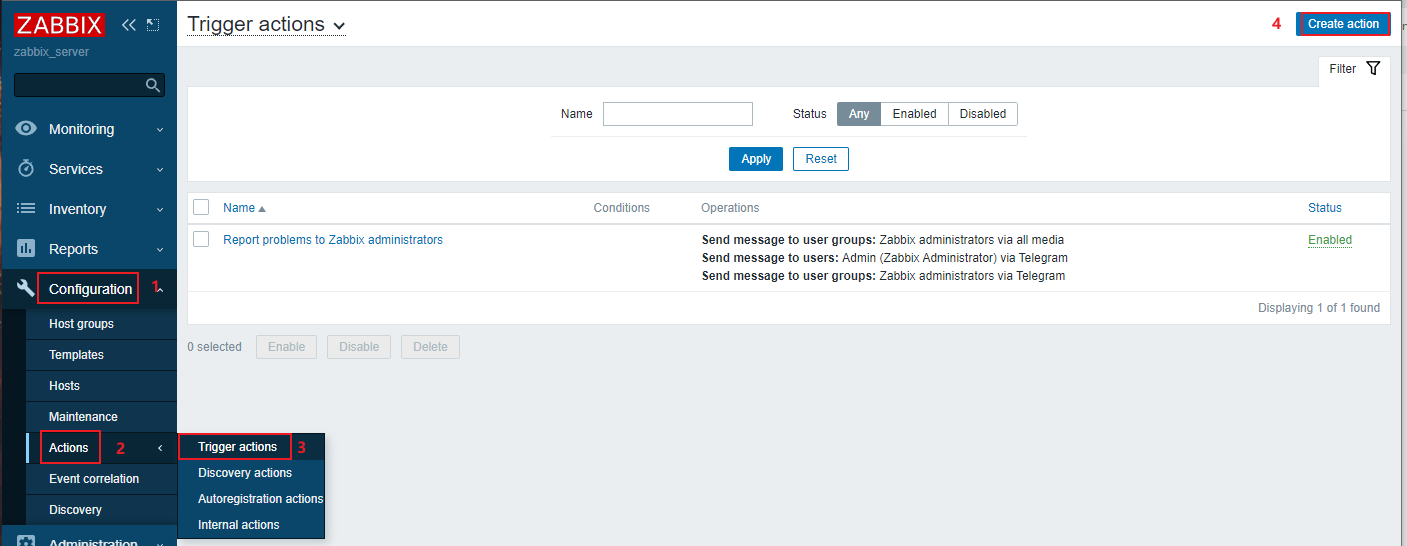 ZABBIX
zabbix_server
Monitoring
Services
Inventory
Reports
Configuration 1
Host groups
Templates
Hosts
Maintenance
Actions 2
Event correlation
Discovery
Administration
Trigger actions 3
Discovery actions
Autoregistration actions
Internal actions
Trigger actions
4 Create action
Filter
Name Status Any Enabled Disabled
Apply Reset
Name Conditions Operations Status
Report problems to Zabbix administrators Send message to user groups: Zabbix administrators via all media Enabled
Send message to users: Admin (Zabbix Administrator) via Telegram
Send message to user groups: Zabbix administrators via Telegram
Displaying 1 of 1 found
0 selected Enable Disable Delete